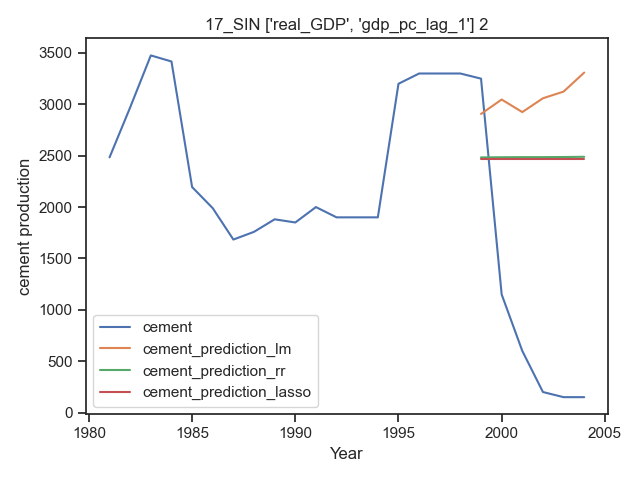 17_SIN ['real_GDP', 'gdp_pc_lag_1'] 2
3500
3000
2500
2000
1500
1000
500
0
cement production
cement
cement_prediction_lm
cement_prediction_rr
cement_prediction_lasso
1980 1985 1990 1995 2000 2005
Year